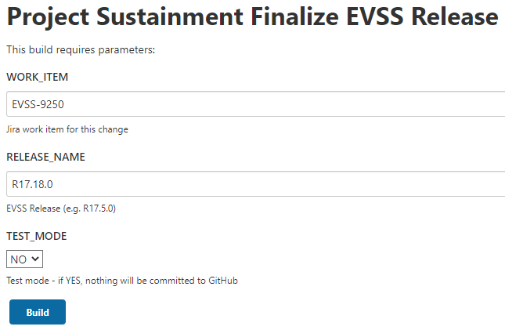 Project Sustainment Finalize EVSS Release
This build requires parameters:
WORK_ITEM
EVSS-9250
Jira work item for this change
RELEASE_NAME
R17.18.0
EVSS Release (e.g. R17.5.0)
TEST_MODE
NO
Test mode - if YES, nothing will be committed to GitHub
Build